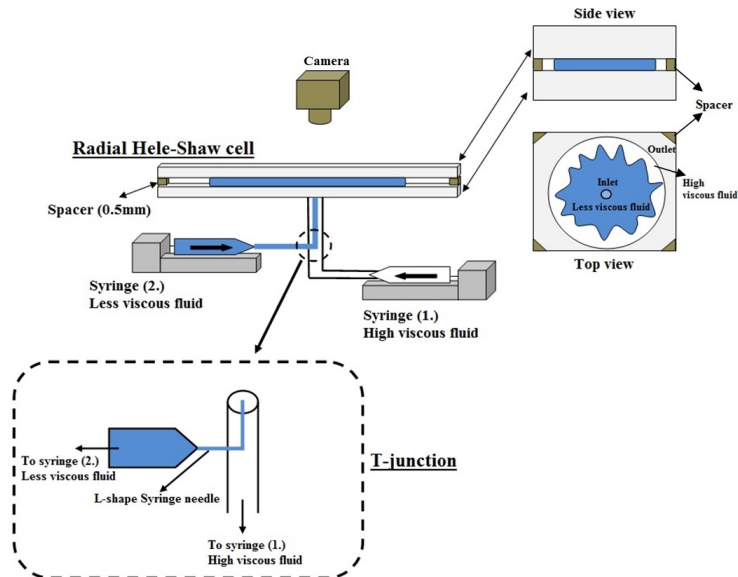 Side view
Camera
Spacer
Radial Hele-Shaw cell
Outlet
High
viscous fluid
Inlet
Less viscous fluid
Spacer (0.5mm)
Top view
Syringe (2.)
Less viscous fluid
Syringe (1.)
High viscous fluid
To syringe (2.)
Less viscous fluid
L-shape Syringe needle
T-junction
To syringe (1.)
High viscous fluid